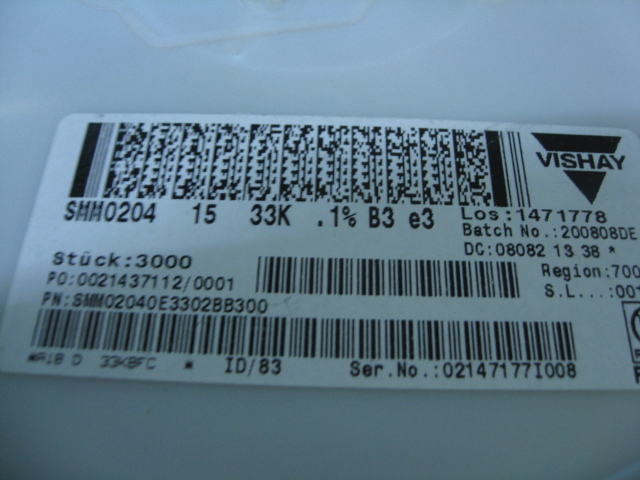 VISHAY
SMM0204 15 33K .1% B3 e3
Los:1471778
Batch No.:200808DE
DC:08082 13 38 *
Stück:3000
Region:700
PO:0021437112/0001
S.L...:001
PN:SMM02040E3302BB300
33KBFC * ID/83 Ser.No.:02147177I008